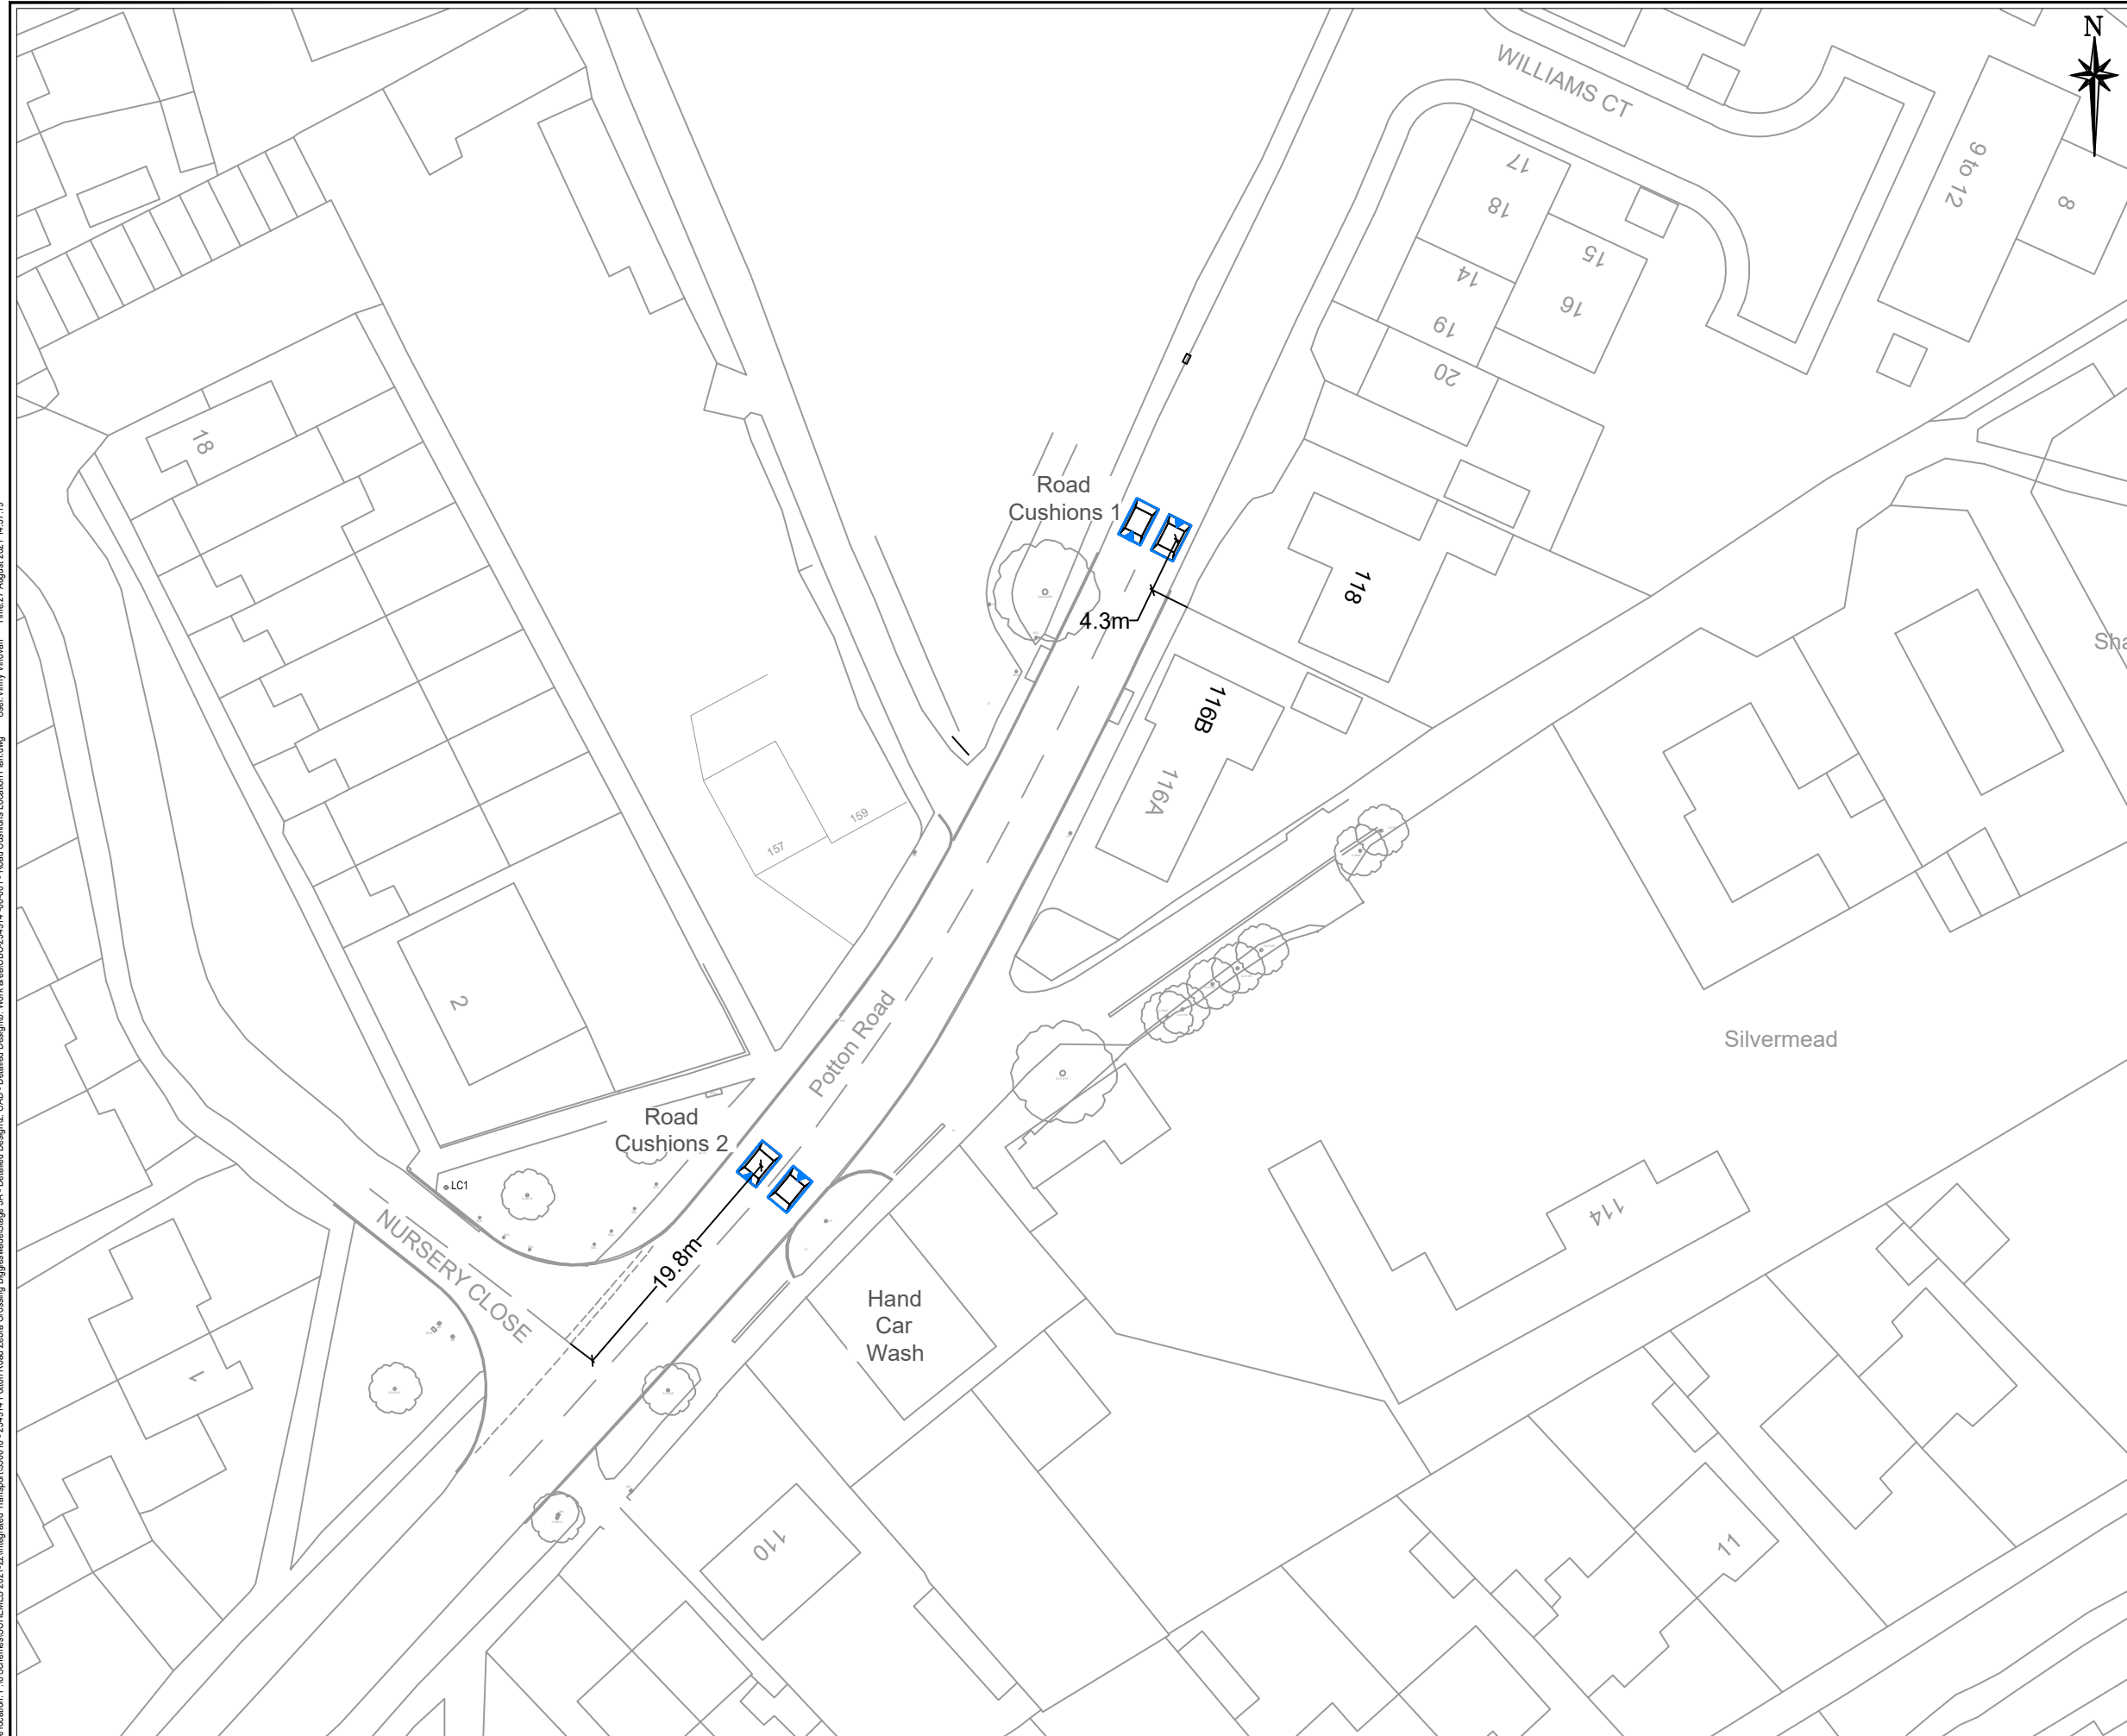 N
WILLIAMS CT
17
18
15
14
16
19
20
9 to 12
8
18
Road
Cushions 1
4.3m
118
116B
116A
159
157
Sha
2
Potton Road
Silvermead
Road
Cushions 2
LC1
19.8m
NURSERY CLOSE
114
Hand
Car
Wash
1
110
11